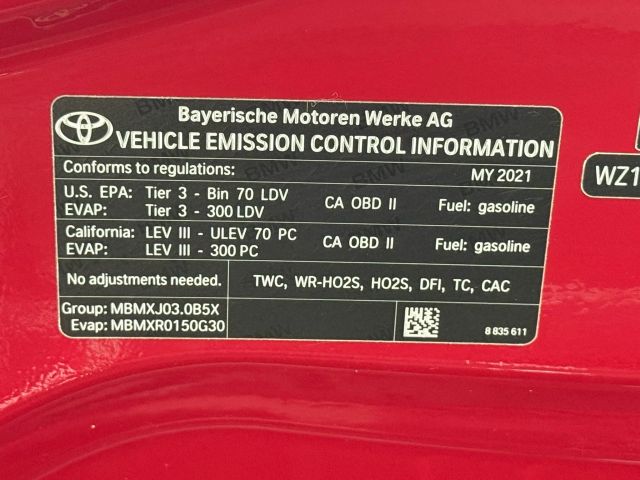 Bayerische Motoren Werke AG
VEHICLE EMISSION CONTROL INFORMATION
Conforms to regulations: MY 2021
U.S. EPA: Tier 3 - Bin 70 LDV CA OBD II Fuel: gasoline
EVAP: Tier 3 - 300 LDV
California: LEV III - ULEV 70 PC CA OBD II Fuel: gasoline
EVAP: LEV III - 300 PC
No adjustments needed. TWC, WR-HO2S, HO2S, DFI, TC, CAC
Group: MBMXJ03.0B5X
Evap: MBMXR0150G30
8 835 611
WZ1